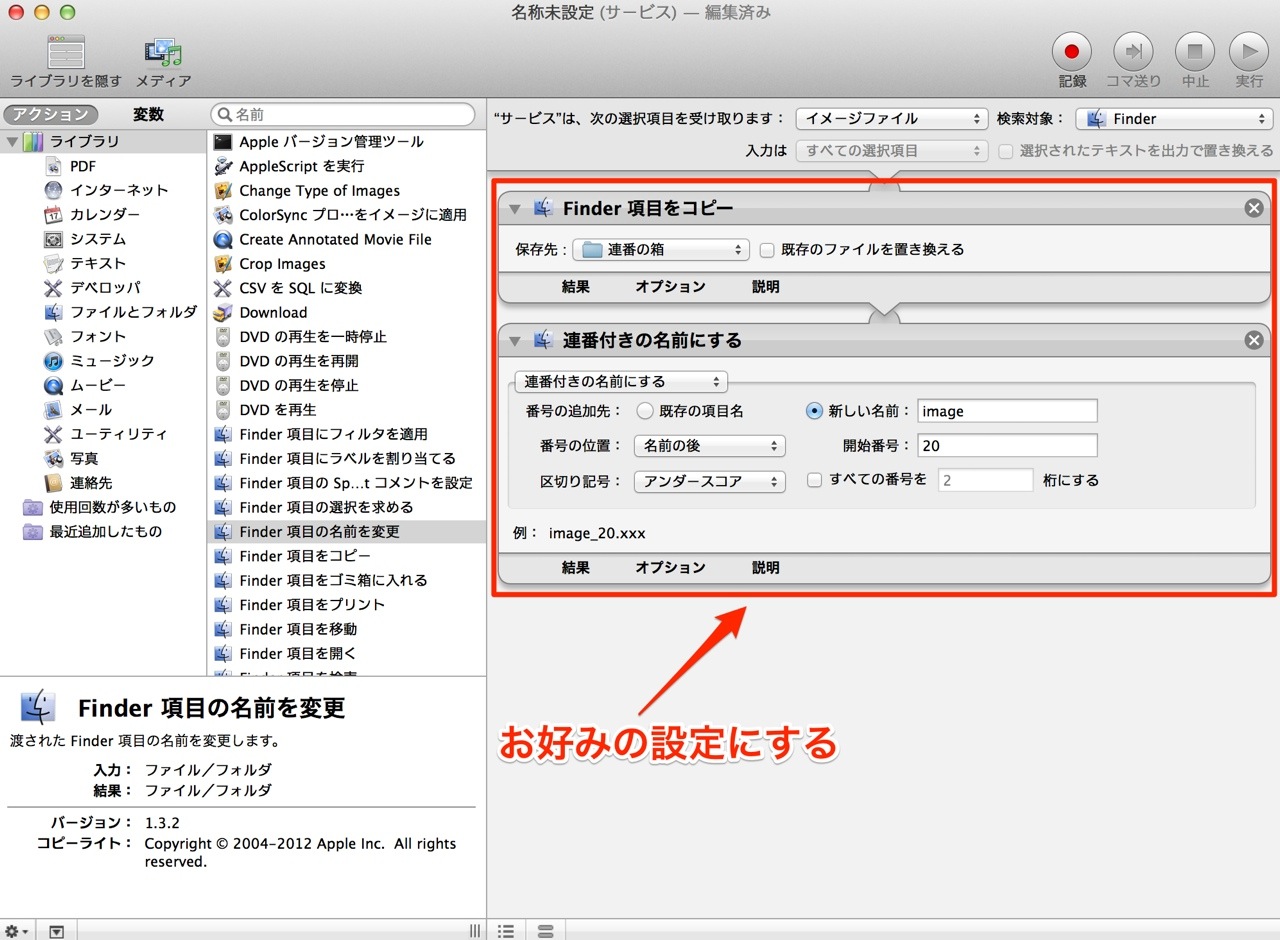 名称未設定 (サービス) — 編集済み
ライブラリを隠す
メディア
記録
コマ送り
中止
実行
アクション
変数
名前
ライブラリ
PDF
インターネット
カレンダー
システム
テキスト
デベロッパ
ファイルとフォルダ
フォント
ミュージック
ムービー
メール
ユーティリティ
写真
連絡先
使用回数が多いもの
最近追加したもの
Apple バージョン管理ツール
AppleScript を実行
Change Type of Images
ColorSync プロ…をイメージに適用
Create Annotated Movie File
Crop Images
CSV を SQL に変換
Download
DVD の再生を一時停止
DVD の再生を再開
DVD の再生を停止
DVD を再生
Finder 項目にフィルタを適用
Finder 項目にラベルを割り当てる
Finder 項目の Sp...t コメントを設定
Finder 項目の選択を求める
Finder 項目の名前を変更
Finder 項目をコピー
Finder 項目をゴミ箱に入れる
Finder 項目をプリント
Finder 項目を移動
Finder 項目を開く
Finder 項目の名前を変更
渡された Finder 項目の名前を変更します。
入力： ファイル／フォルダ
結果： ファイル／フォルダ
バージョン： 1.3.2
コピーライト： Copyright © 2004–2012 Apple Inc. All rights
reserved.
“サービス”は、次の選択項目を受け取ります： イメージファイル 検索対象： Finder
入力は すべての選択項目 選択されたテキストを出力で置き換える
Finder 項目をコピー
保存先： 連番の箱 既存のファイルを置き換える
結果 オプション 説明
連番付きの名前にする
連番付きの名前にする
番号の追加先： 既存の項目名 新しい名前： image
番号の位置： 名前の後 開始番号： 20
区切り記号： アンダースコア すべての番号を 2 桁にする
例： image_20.xxx
結果 オプション 説明
お好みの設定にする